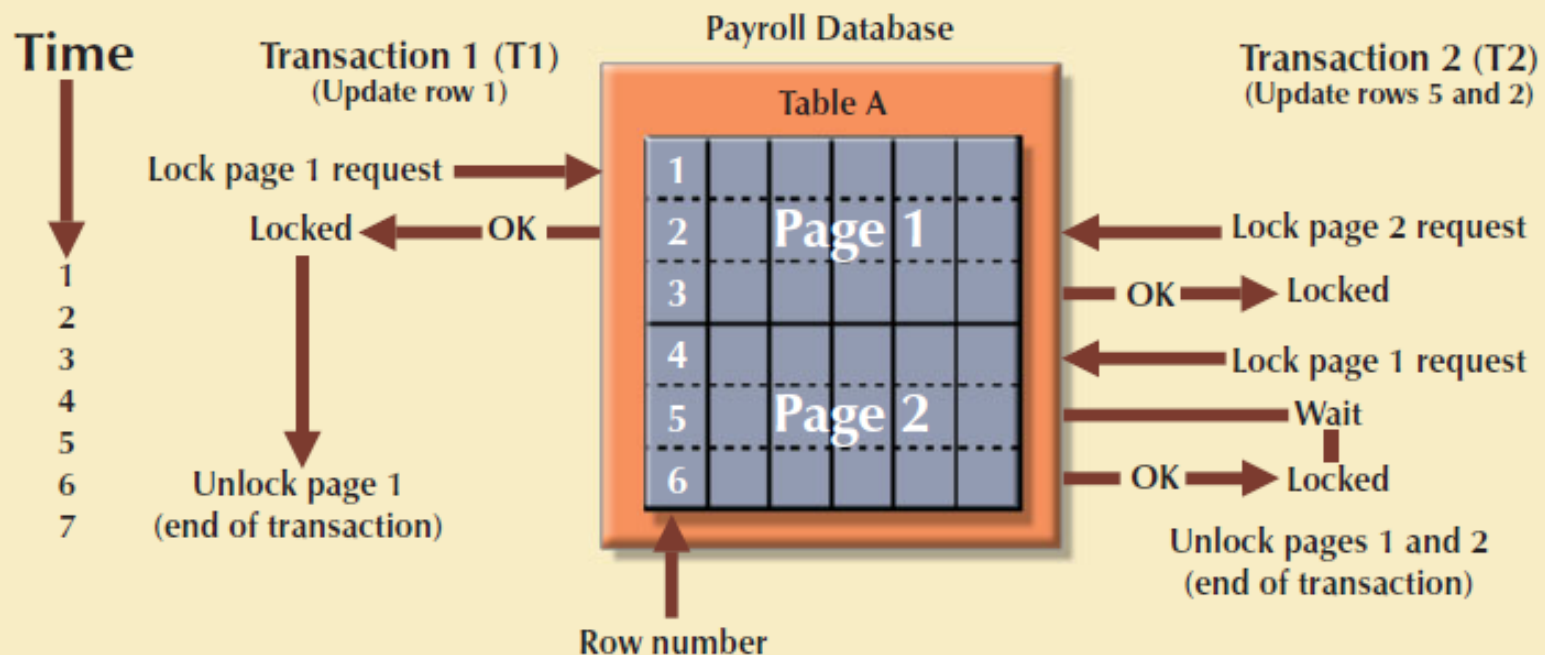 Payroll Database
Time
Transaction 1 (T1)
(Update row 1)
Transaction 2 (T2)
(Update rows 5 and 2)
Table A
Lock page 1 request
Locked
OK
1
2
3
4
5
6
7
Unlock page 1
(end of transaction)
1
2
3
4
5
6
Page 1
Page 2
Row number
Lock page 2 request
OK
Locked
Lock page 1 request
Wait
OK
Locked
Unlock pages 1 and 2
(end of transaction)